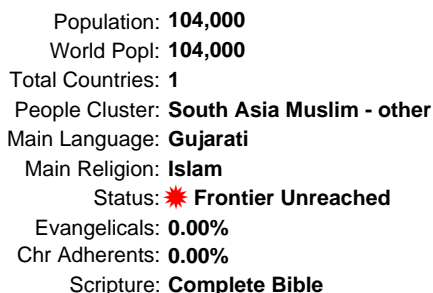 Population: 104,000
World Popl: 104,000
Total Countries: 1
People Cluster: South Asia Muslim - other
Main Language: Gujarati
Main Religion: Islam
Status: Frontier Unreached
Evangelicals: 0.00%
Chr Adherents: 0.00%
Scripture: Complete Bible